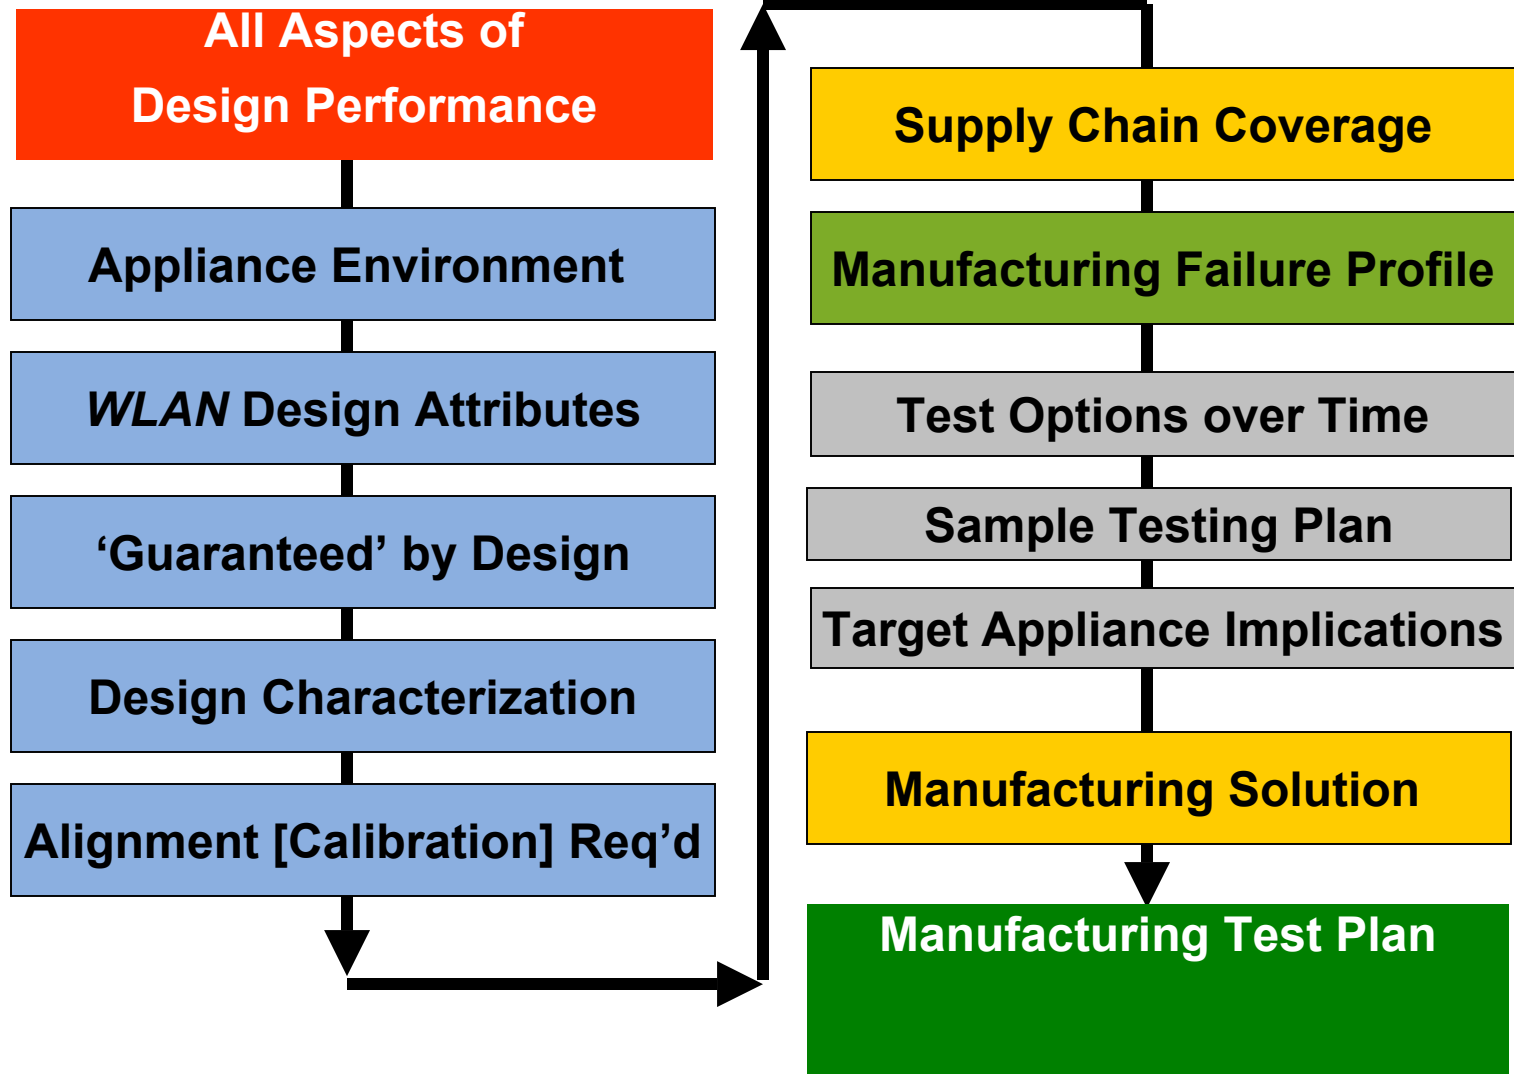 All Aspects of
Design Performance
Appliance Environment
WLAN Design Attributes
‘Guaranteed’ by Design
Design Characterization
Alignment [Calibration] Req’d
Supply Chain Coverage
Manufacturing Failure Profile
Test Options over Time
Sample Testing Plan
Target Appliance Implications
Manufacturing Solution
Manufacturing Test Plan